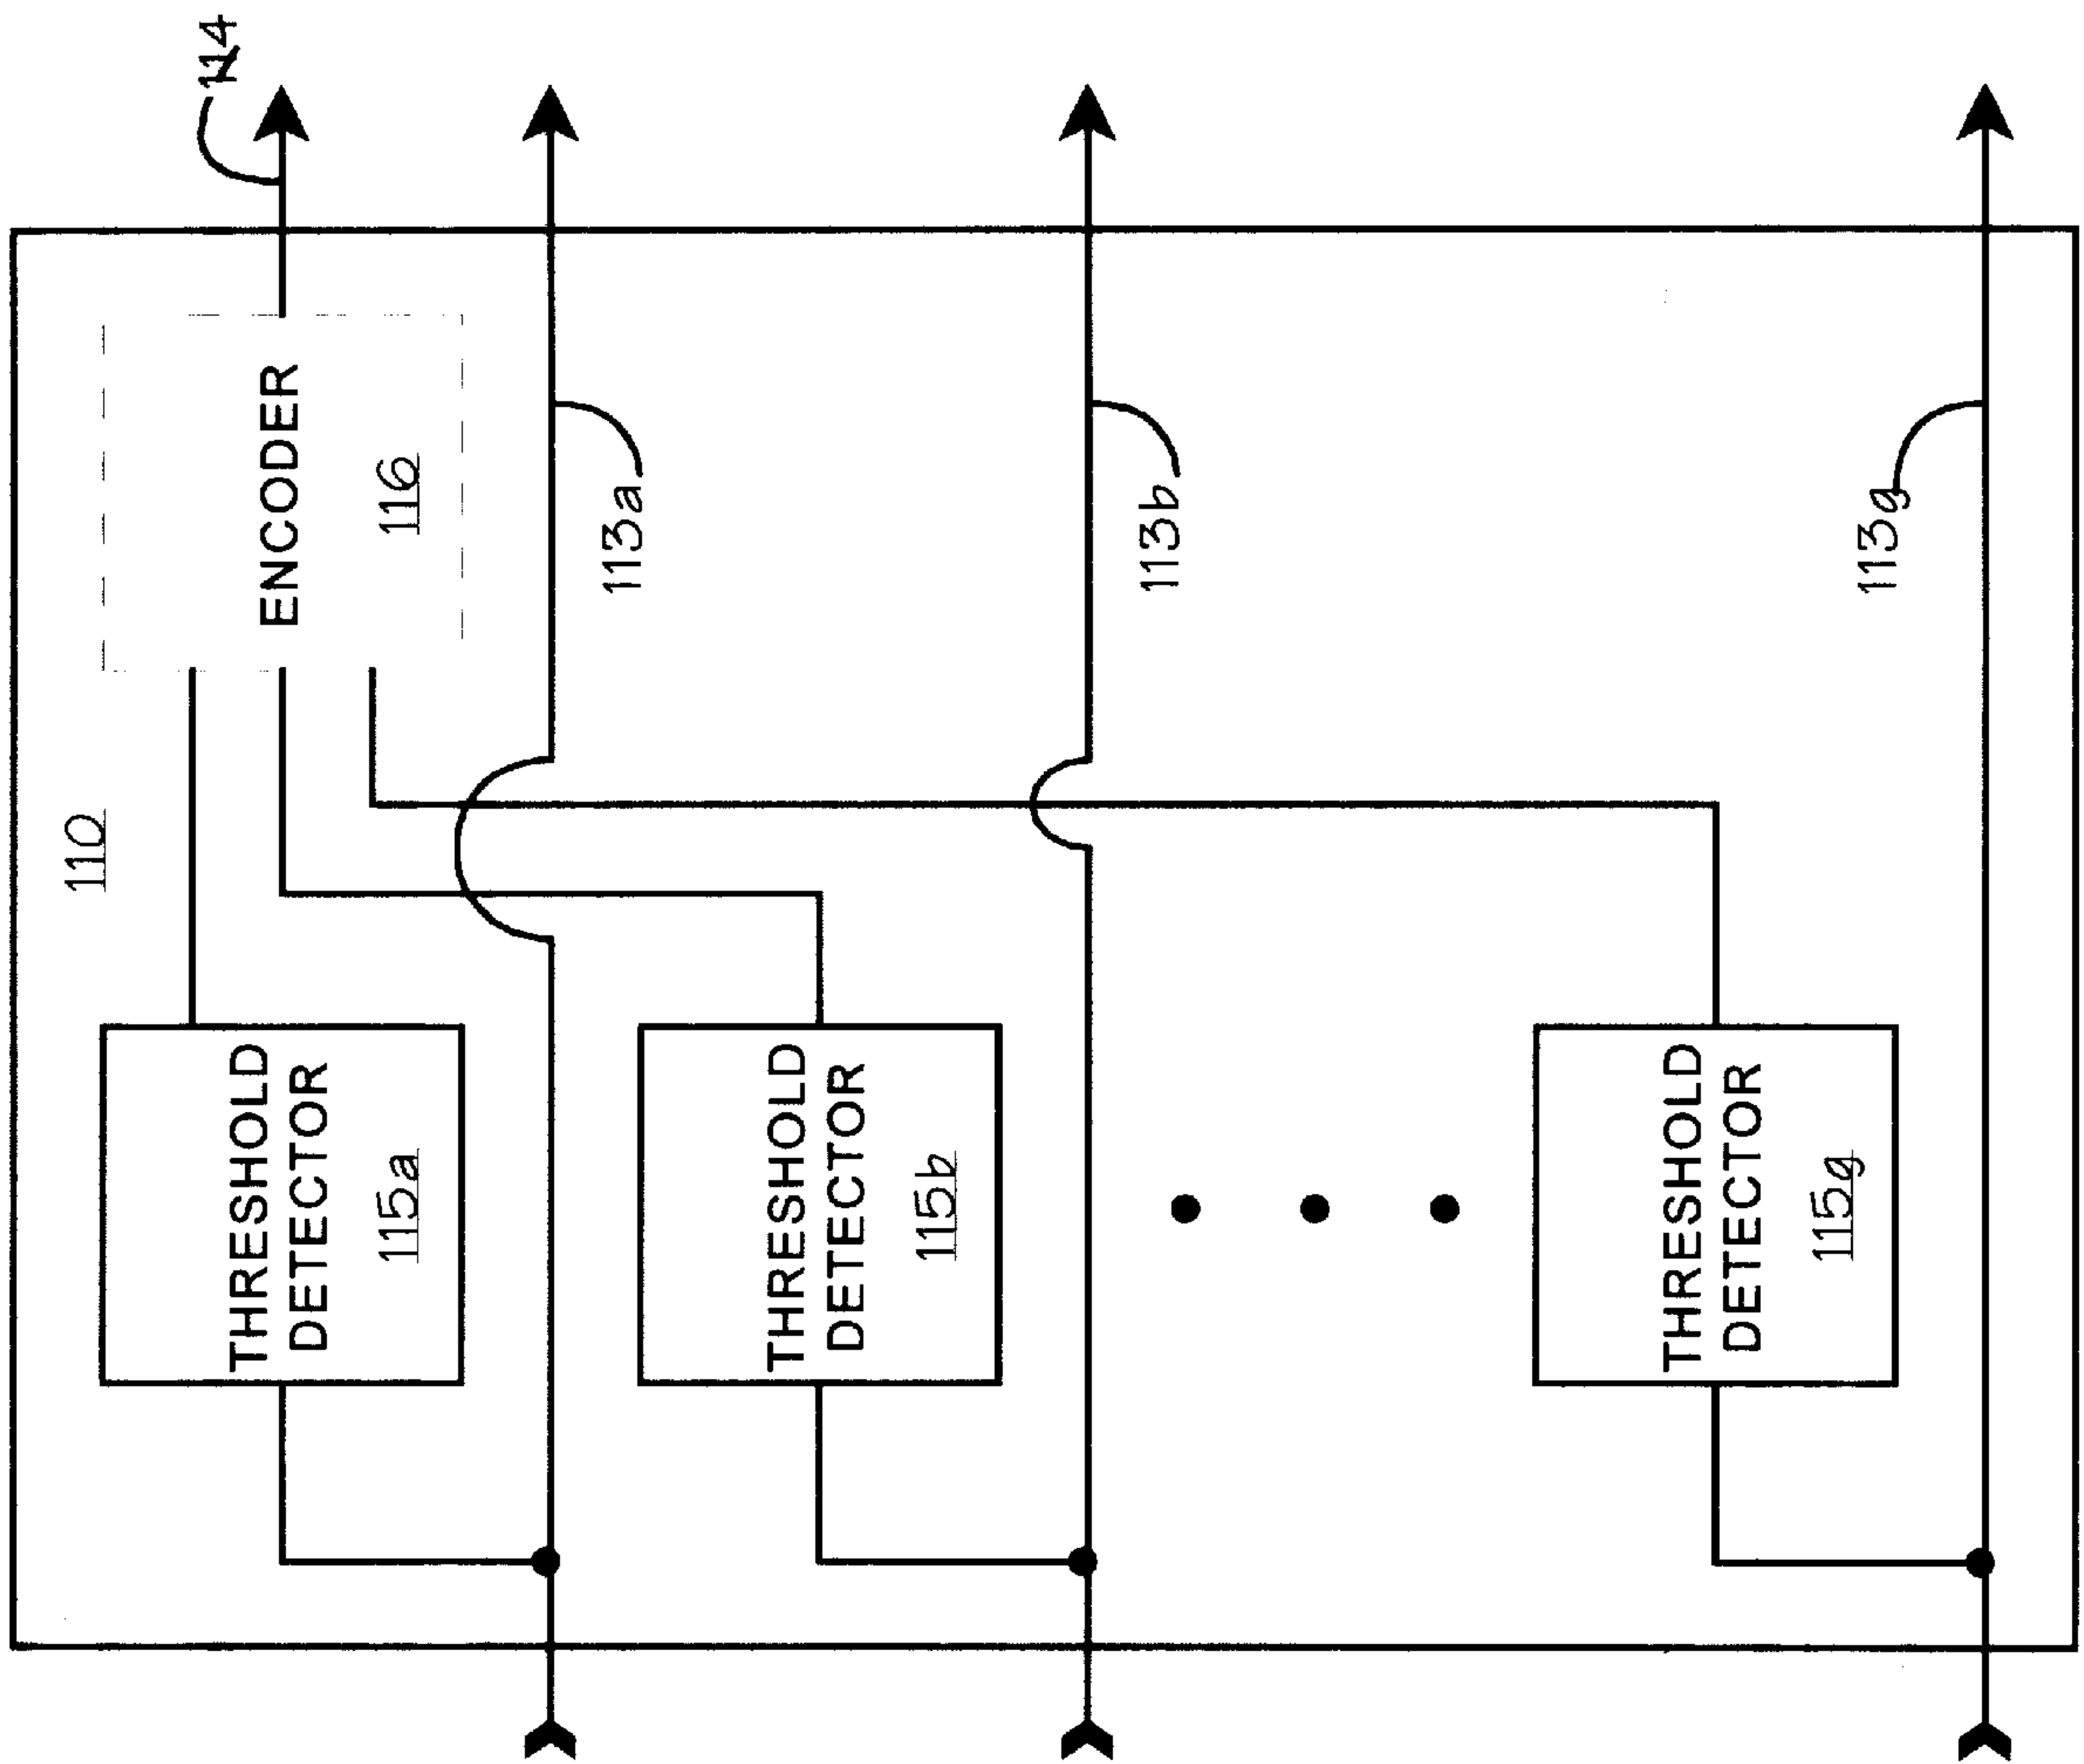 114
110
ENCODER
116
113a
113b
113g
THRESHOLD
DETECTOR
115a
THRESHOLD
DETECTOR
115b
THRESHOLD
DETECTOR
115g